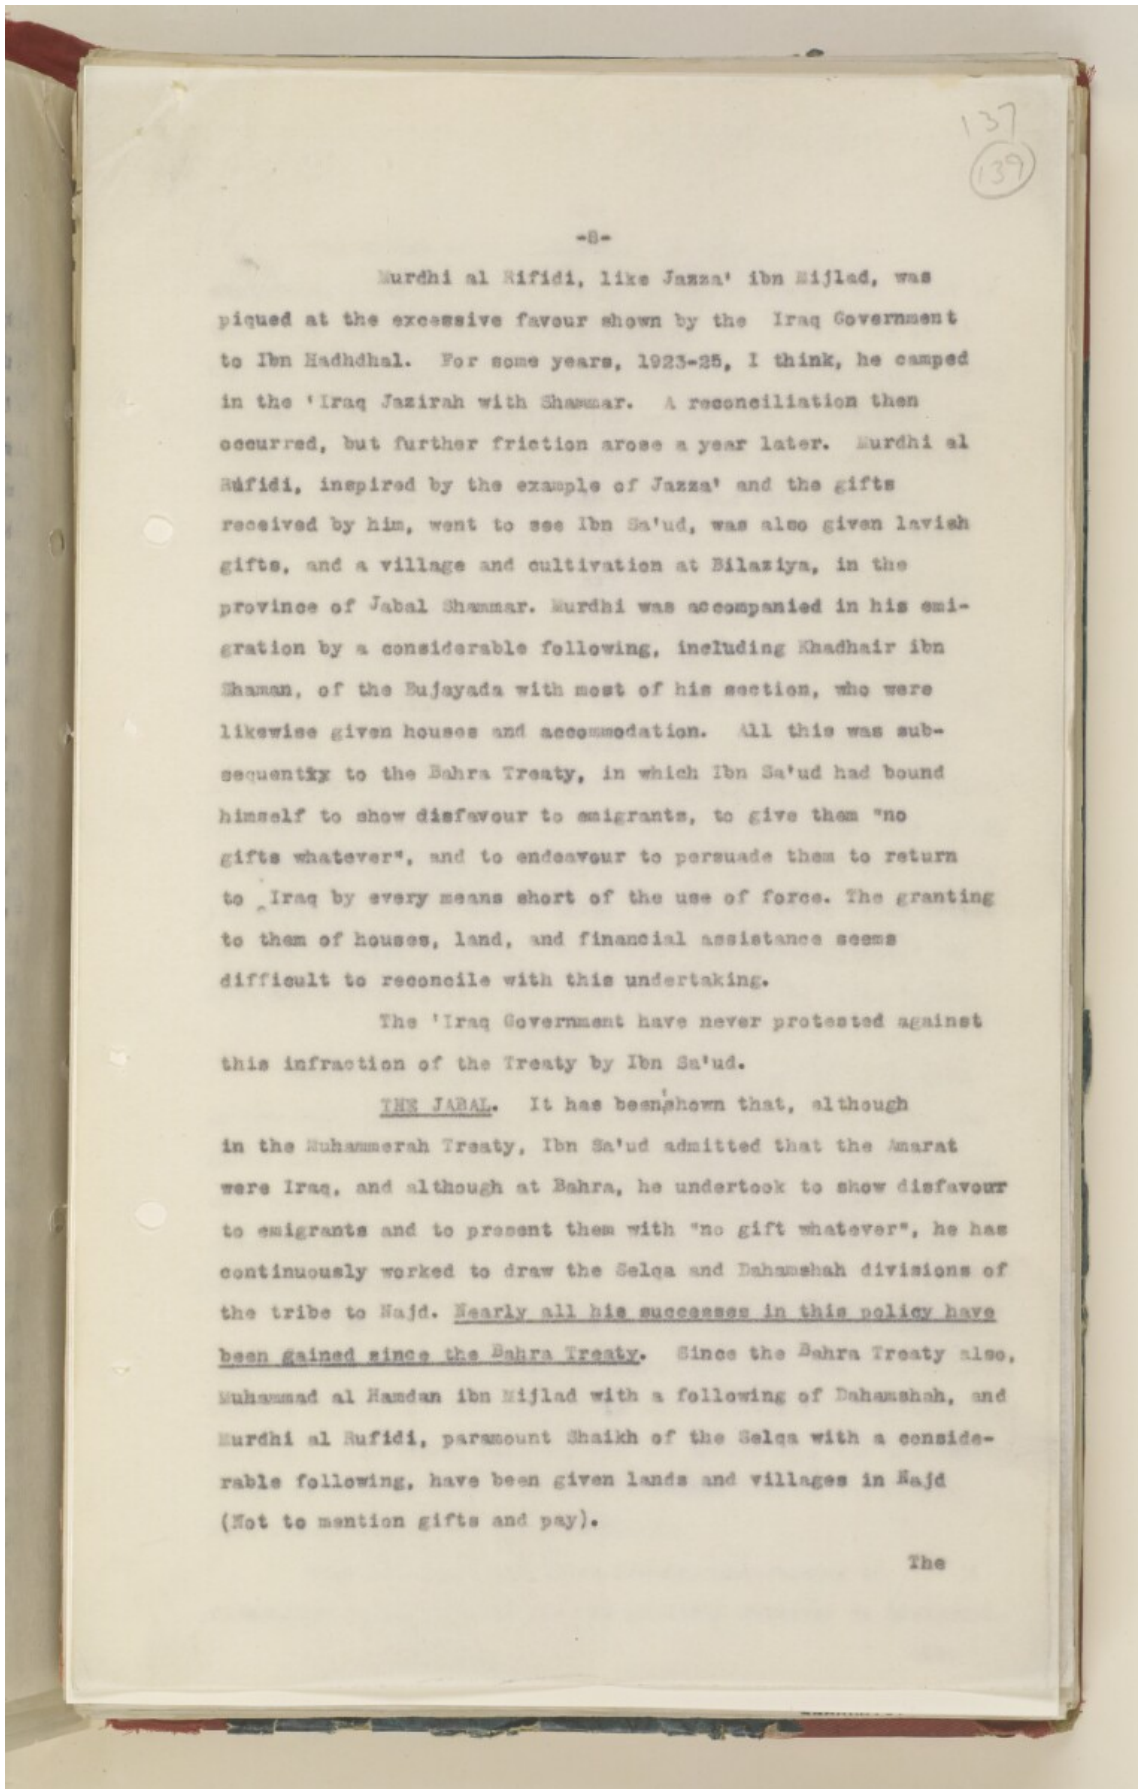 137
139
-8-
Murdhi al Rifidi, like Jazza' ibn Mijlad, was
piqued at the excessive favour shown by the Iraq Government
to Ibn Hadhdhal. For some years, 1923-25, I think, he camped
in the 'Iraq Jazirah with Shammar. A reconciliation then
occurred, but further friction arose a year later. Murdhi al
Rufidi, inspired by the example of Jazza' and the gifts
received by him, went to see Ibn Sa'ud, was also given lavish
gifts, and a village and cultivation at Bilaziya, in the
province of Jabal Shammar. Murdhi was accompanied in his emi-
gration by a considerable following, including Khadhair ibn
Shaman, of the Bujayada with most of his section, who were
likewise given houses and accommodation. All this was sub-
sequent to the Bahra Treaty, in which Ibn Sa'ud had bound
himself to show disfavour to emigrants, to give them "no
gifts whatever", and to endeavour to persuade them to return
to Iraq by every means short of the use of force. The granting
to them of houses, land, and financial assistance seems
difficult to reconcile with this undertaking.
The 'Iraq Government have never protested against
this infraction of the Treaty by Ibn Sa'ud.
THE JABAL. It has been shown that, although
in the Muhammerah Treaty, Ibn Sa'ud admitted that the Amarat
were Iraq, and although at Bahra, he undertook to show disfavour
to emigrants and to present them with "no gift whatever", he has
continuously worked to draw the Selqa and Dahamshah divisions of
the tribe to Najd. Nearly all his successes in this policy have
been gained since the Bahra Treaty. Since the Bahra Treaty also,
Muhammad al Hamdan ibn Mijlad with a following of Dahamshah, and
Murdhi al Rufidi, paramount Shaikh of the Selqa with a conside-
rable following, have been given lands and villages in Najd
(Not to mention gifts and pay).
The